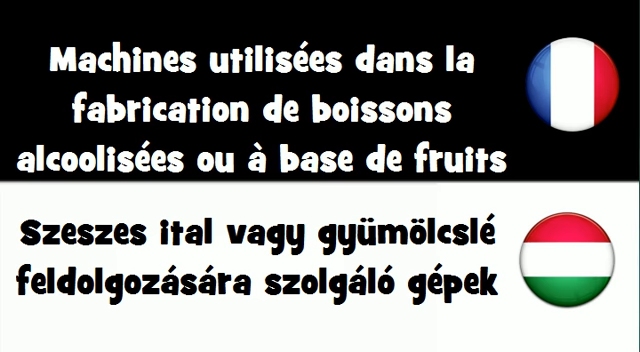 Machines utilisées dans la
fabrication de boissons
alcoolisées ou à base de fruits
Szeszes ital vagy gyümölcslé
feldolgozására szolgáló gépek